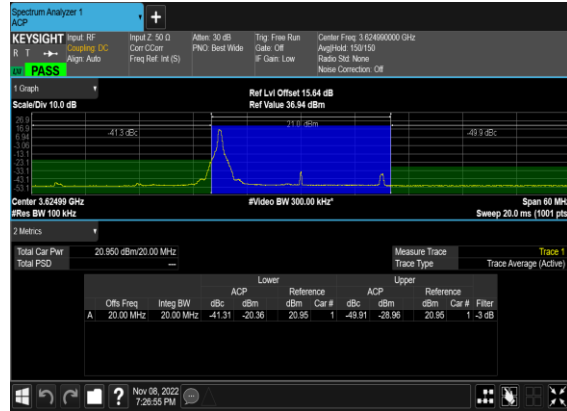 Spectrum Analyzer 1
ACP
+
KEYSIGHT Input: RF Input Z: 50 Ω Atten: 30 dB Trig: Free Run Center Freq: 3.624990000 GHz
R T Coupling: DC Corr CCorr PNO: Best Wide Gate: Off Avg|Hold: 150/150
Align: Auto Freq Ref: Int (S) IF Gain: Low Radio Std: None
LXI PASS Noise Correction: Off
1 Graph Ref Lvl Offset 15.64 dB
Scale/Div 10.0 dB Ref Value 36.94 dBm
26.9 21.0 dBm
16.9 -41.3 dBc -49.9 dBc
6.94
-3.06
-13.1
-23.1
-33.1
-43.1
-53.1
Center 3.62499 GHz #Video BW 300.00 kHz* Span 60 MHz
#Res BW 100 kHz Sweep 20.0 ms (1001 pts)
2 Metrics
Total Car Pwr 20.950 dBm/20.00 MHz Measure Trace Trace 1
Total PSD --- Trace Type Trace Average (Active)
Lower Upper
ACP Reference ACP Reference
Offs Freq Integ BW dBc dBm dBm Car # dBc dBm dBm Car # Filter
A 20.00 MHz 20.00 MHz -41.31 -20.36 20.95 1 -49.91 -28.96 20.95 1 -3 dB
? Nov 08, 2022
7:26:55 PM